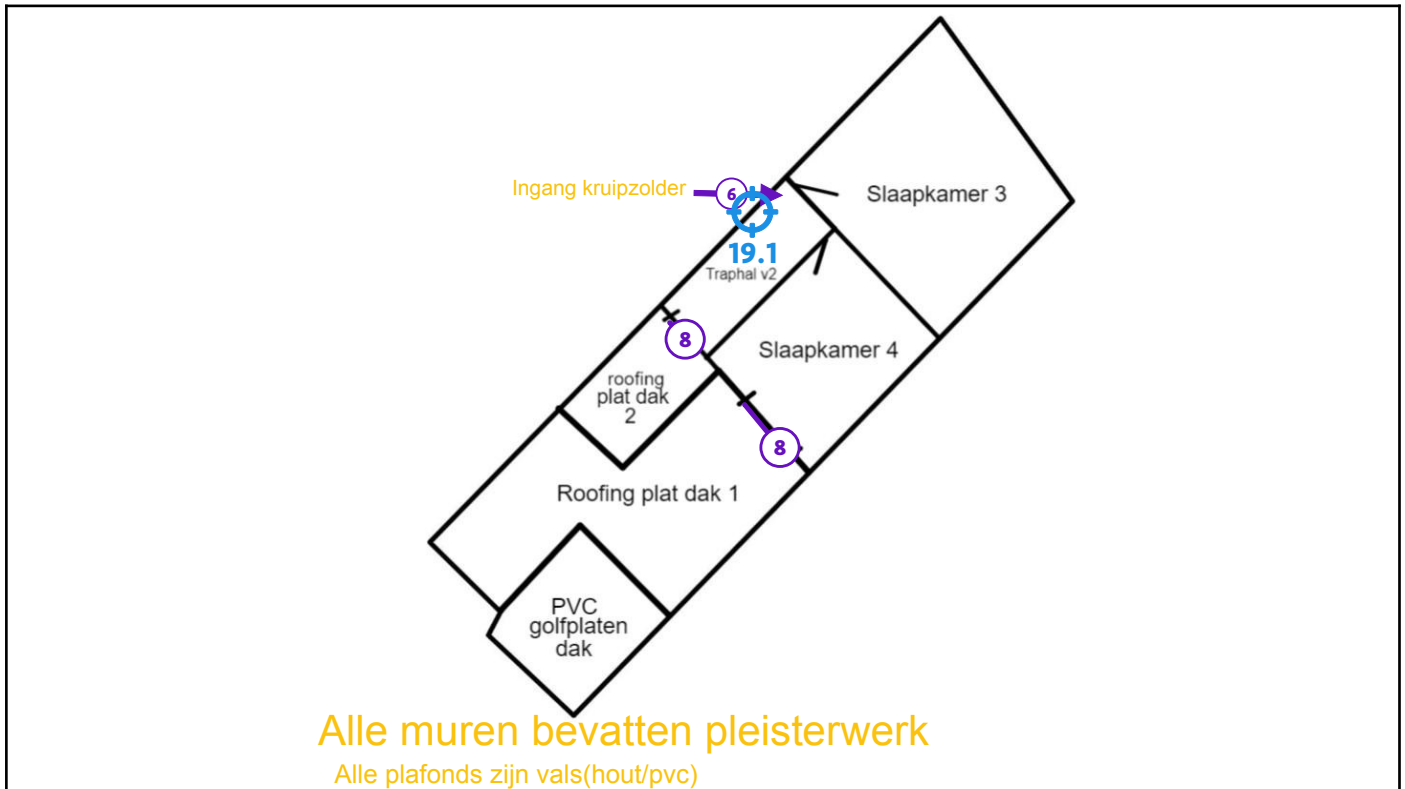 Slaapkamer 3
Ingang kruipzolder
6
19.1
Traphal v2
8
Slaapkamer 4
roofing
plat dak
2
8
Roofing plat dak 1
PVC
golfplaten
dak
Alle muren bevatten pleisterwerk
Alle plafonds zijn vals(hout/pvc)